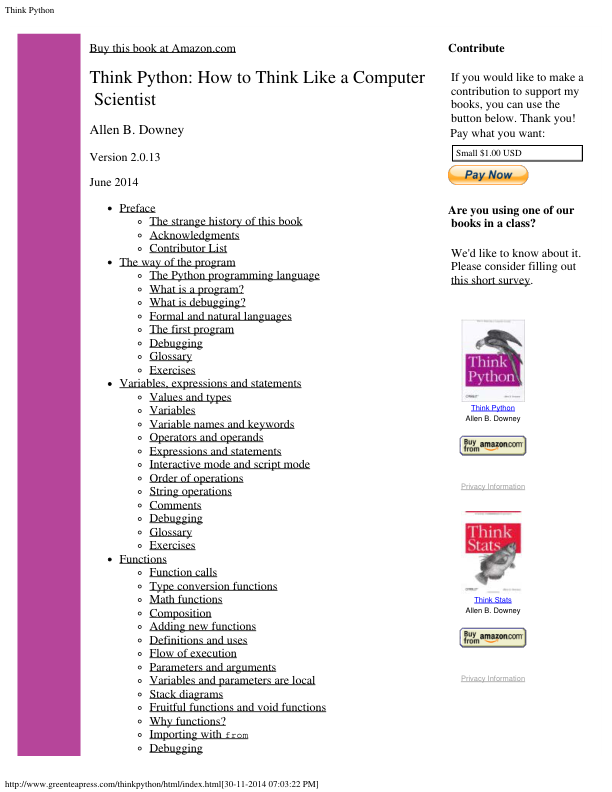 Think Python
Buy this book at Amazon.com
Think Python: How to Think Like a Computer
Scientist
Allen B. Downey
Version 2.0.13
June 2014
Preface
The strange history of this book
Acknowledgments
Contributor List
The way of the program
The Python programming language
What is a program?
What is debugging?
Formal and natural languages
The first program
Debugging
Glossary
Exercises
Variables, expressions and statements
Values and types
Variables
Variable names and keywords
Operators and operands
Expressions and statements
Interactive mode and script mode
Order of operations
String operations
Comments
Debugging
Glossary
Exercises
Functions
Function calls
Type conversion functions
Math functions
Composition
Adding new functions
Definitions and uses
Flow of execution
Parameters and arguments
Variables and parameters are local
Stack diagrams
Fruitful functions and void functions
Why functions?
Importing with from
Debugging
Contribute
If you would like to make a
contribution to support my
books, you can use the
button below. Thank you!
Pay what you want:
Small $1.00 USD
Pay Now
Are you using one of our
books in a class?
We'd like to know about it.
Please consider filling out
this short survey.
Think
Python
Think Python
Allen B. Downey
Buy
from amazon.com
Privacy Information
Think
Stats
Think Stats
Allen B. Downey
Buy
from amazon.com
Privacy Information
http://www.greenteapress.com/thinkpython/html/index.html[30-11-2014 07:03:22 PM]